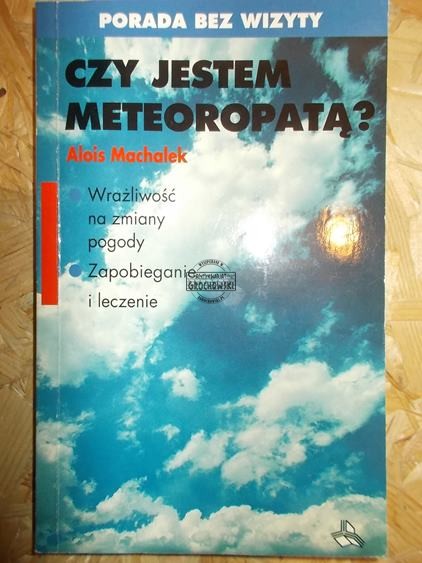 PORADA BEZ WIZYTY
CZY JESTEM
METEOROPATĄ?
Alois Machalek
Wrażliwość
na zmiany
pogody
Zapobieganie
i leczenie
GROCHOWSKI